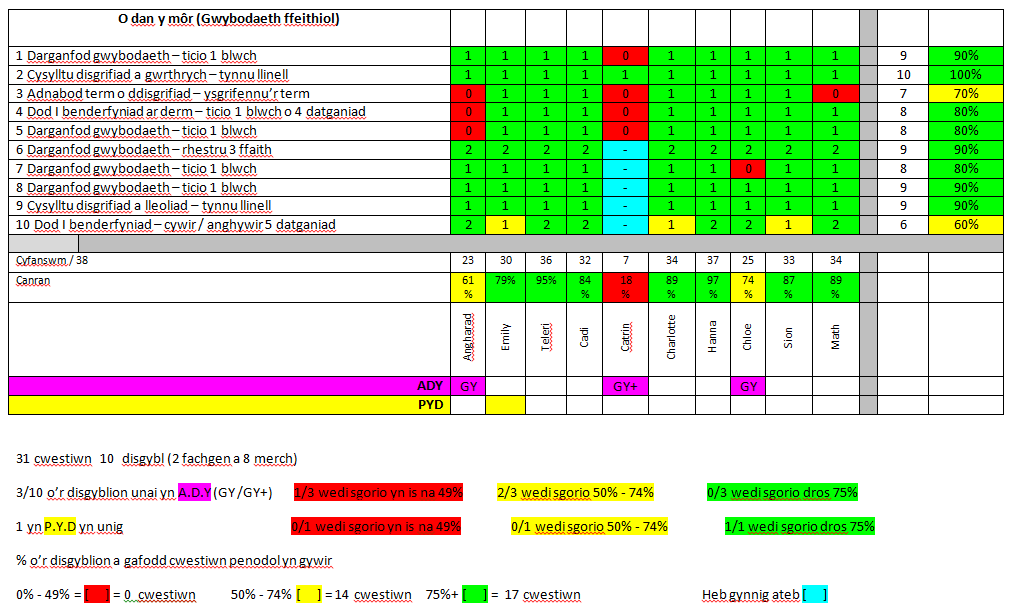 O dan y môr (Gwybodaeth ffeithiol)
1 Darganfod gwybodaeth – ticio 1 blwch 1 1 1 1 0 1 1 1 1 1 9 90%
2 Cysylltu disgrifiad a gwrthrych – tynnu llinell 1 1 1 1 1 1 1 1 1 1 10 100%
3 Adnabod term o ddisgrifiad – ysgrifennu'r term 0 1 1 1 0 1 1 1 1 0 7 70%
4 Dod I benderfyniad ar derm – ticio 1 blwch o 4 datganiad 0 1 1 1 0 1 1 1 1 1 8 80%
5 Darganfod gwybodaeth – ticio 1 blwch 0 1 1 1 0 1 1 1 1 1 8 80%
6 Darganfod gwybodaeth – rhestru 3 ffaith 2 2 2 2 - 2 2 2 2 2 9 90%
7 Darganfod gwybodaeth – ticio 1 blwch 1 1 1 1 - 1 1 0 1 1 8 80%
8 Darganfod gwybodaeth – ticio 1 blwch 1 1 1 1 - 1 1 1 1 1 9 90%
9 Cysylltu disgrifiad a lleoliad – tynnu llinell 1 1 1 1 - 1 1 1 1 1 9 90%
10 Dod I benderfyniad – cywir / anghywir 5 datganiad 2 1 2 2 - 1 2 2 1 2 6 60%
Cyfanswm / 38 23 30 36 32 7 34 37 25 33 34
Canran 61% 79% 95% 84% 18% 89% 97% 74% 87% 89%
Angharad Emily Teleri Cadi Catrin Charlotte Hanna Chloe Sion Math
ADY GY GY+ GY
PYD
31 cwestiwn 10 disgybl (2 fachgen a 8 merch)
3/10 o'r disgyblion unai yn A.D.Y (GY/GY+) 1/3 wedi sgorio yn is na 49% 2/3 wedi sgorio 50% - 74% 0/3 wedi sgorio dros 75%
1 yn P.Y.D yn unig 0/1 wedi sgorio yn is na 49% 0/1 wedi sgorio 50% - 74% 1/1 wedi sgorio dros 75%
% o'r disgyblion a gafodd cwestiwn penodol yn gywir
0% - 49% = [ ] = 0 cwestiwn 50% - 74% [ ] = 14 cwestiwn 75%+ [ ] = 17 cwestiwn Heb gynnig ateb [ ]